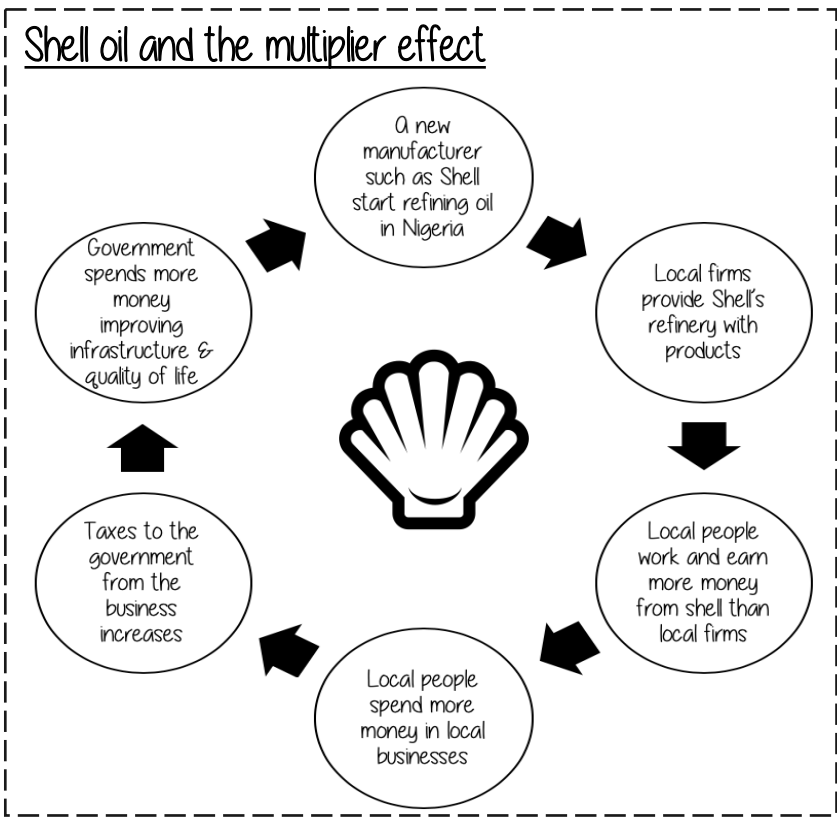 Shell oil and the multiplier effect
A new
manufacturer
such as Shell
start refining oil
in Nigeria
Local firms
provide Shell's
refinery with
products
Local people
work and earn
more money
from shell than
local firms
Local people
spend more
money in local
businesses
Taxes to the
government
from the
business
increases
Government
spends more
money
improving
infrastructure &
quality of life